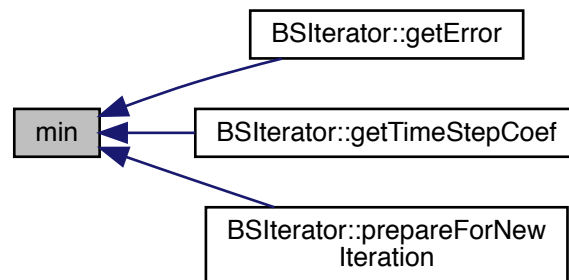 BSIterator::getError
min
BSIterator::getTimeStepCoef
BSIterator::prepareForNew
Iteration